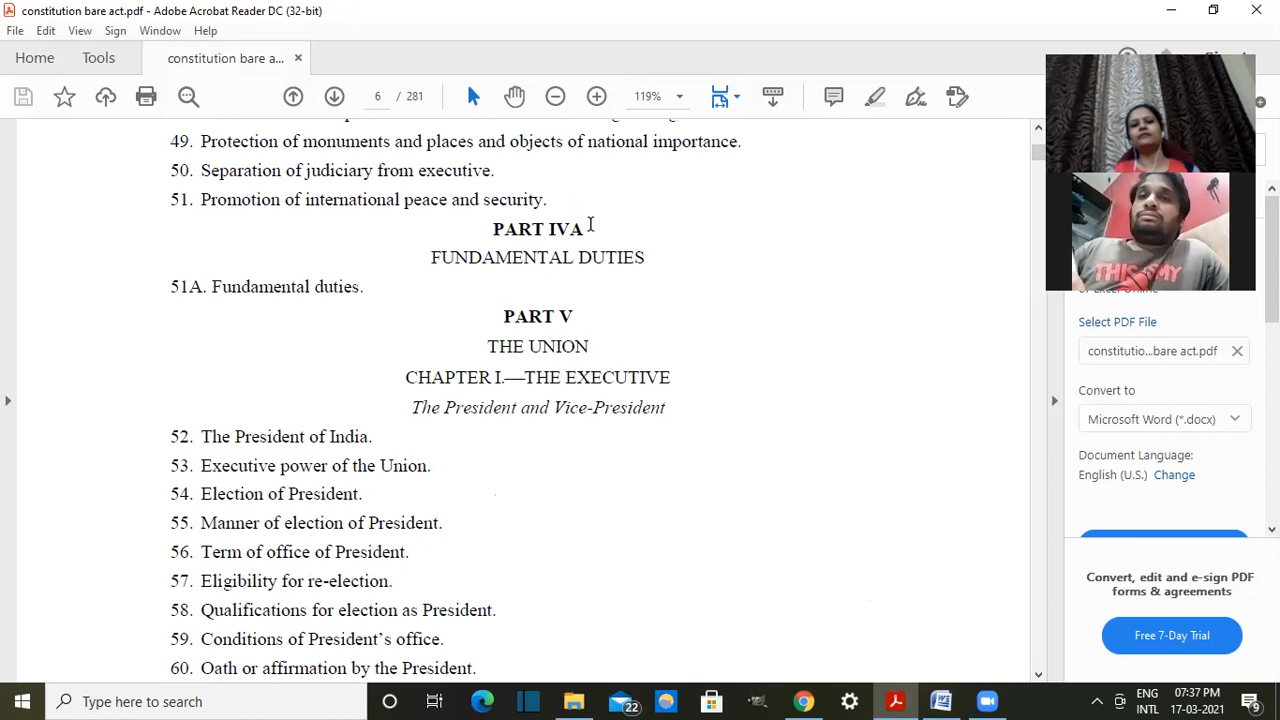 constitution bare act.pdf - Adobe Acrobat Reader DC (32-bit)
File Edit View Sign Window Help
Home Tools constitution bare a... ×
6 / 281 119%
49. Protection of monuments and places and objects of national importance.
50. Separation of judiciary from executive.
51. Promotion of international peace and security.
PART IVA
FUNDAMENTAL DUTIES
51A. Fundamental duties.
PART V
THE UNION
CHAPTER I.—THE EXECUTIVE
The President and Vice-President
52. The President of India.
53. Executive power of the Union.
54. Election of President.
55. Manner of election of President.
56. Term of office of President.
57. Eligibility for re-election.
58. Qualifications for election as President.
59. Conditions of President's office.
60. Oath or affirmation by the President.
THIS MY
Select PDF File
constitutio...bare act.pdf
Convert to
Microsoft Word (*.docx)
Document Language:
English (U.S.) Change
Convert, edit and e-sign PDF
forms & agreements
Free 7-Day Trial
Type here to search
22
ENG
INTL
07:37 PM
17-03-2021
9